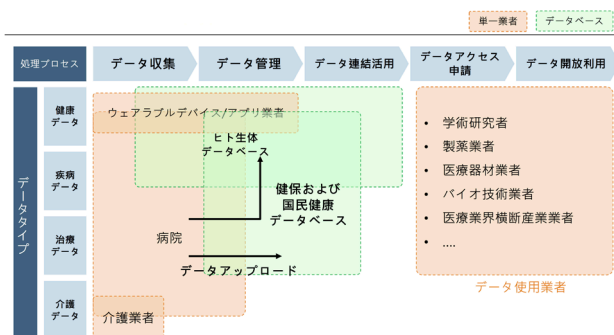 単一業者
データベース
処理プロセス
データ収集
データ管理
データ連結活用
データアクセス
申請
データ開放利用
データタイプ
健康
データ
疾病
データ
治療
データ
介護
データ
ウェアラブルデバイス/アプリ業者
ヒト生体
データベース
健保および
国民健康
データベース
病院
データアップロード
介護業者
• 学術研究者
• 製薬業者
• 医療器材業者
• バイオ技術業者
• 医療業界横断産業業者
• ....
データ使用業者